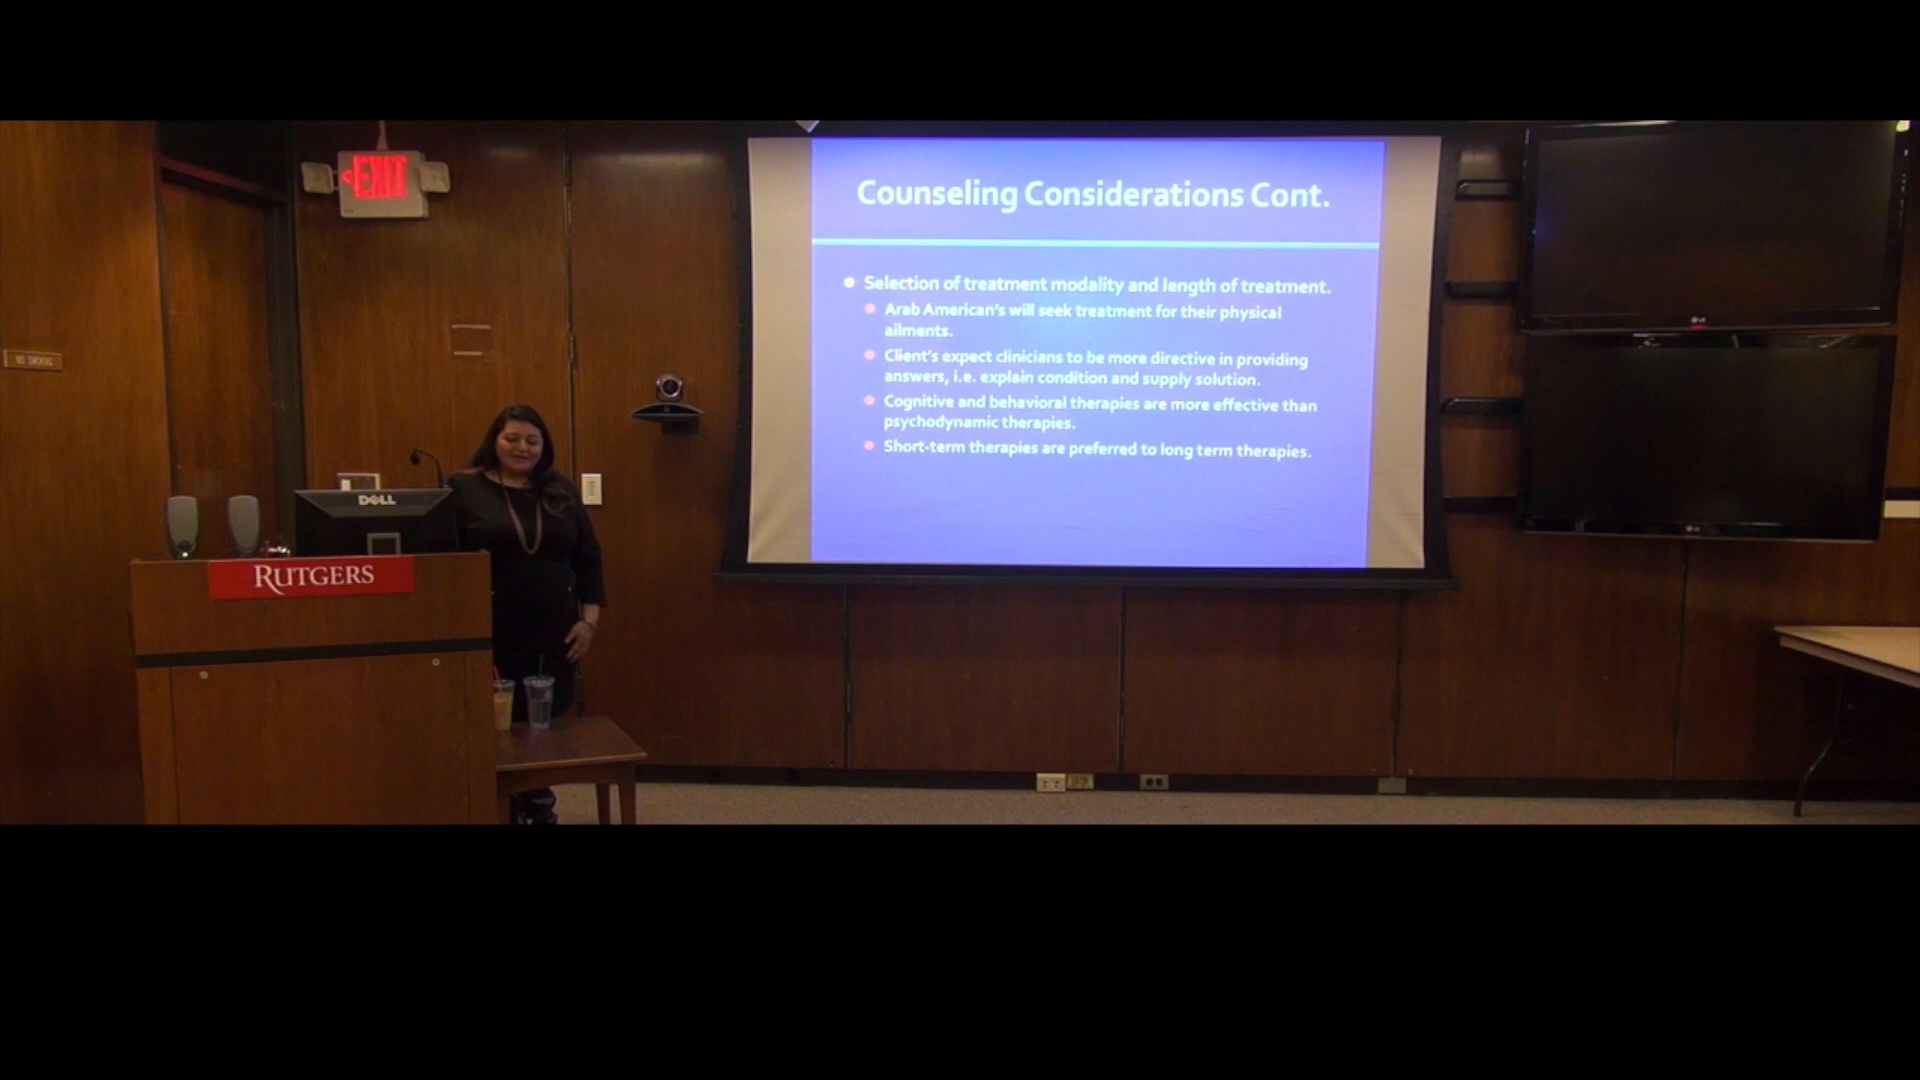 EXIT
NO SMOKING
DELL
RUTGERS
Counseling Considerations Cont.
Selection of treatment modality and length of treatment.
Arab American's will seek treatment for their physical
ailments.
Client's expect clinicians to be more directive in providing
answers, i.e. explain condition and supply solution.
Cognitive and behavioral therapies are more effective than
psychodynamic therapies.
Short-term therapies are preferred to long term therapies.
LG
LG